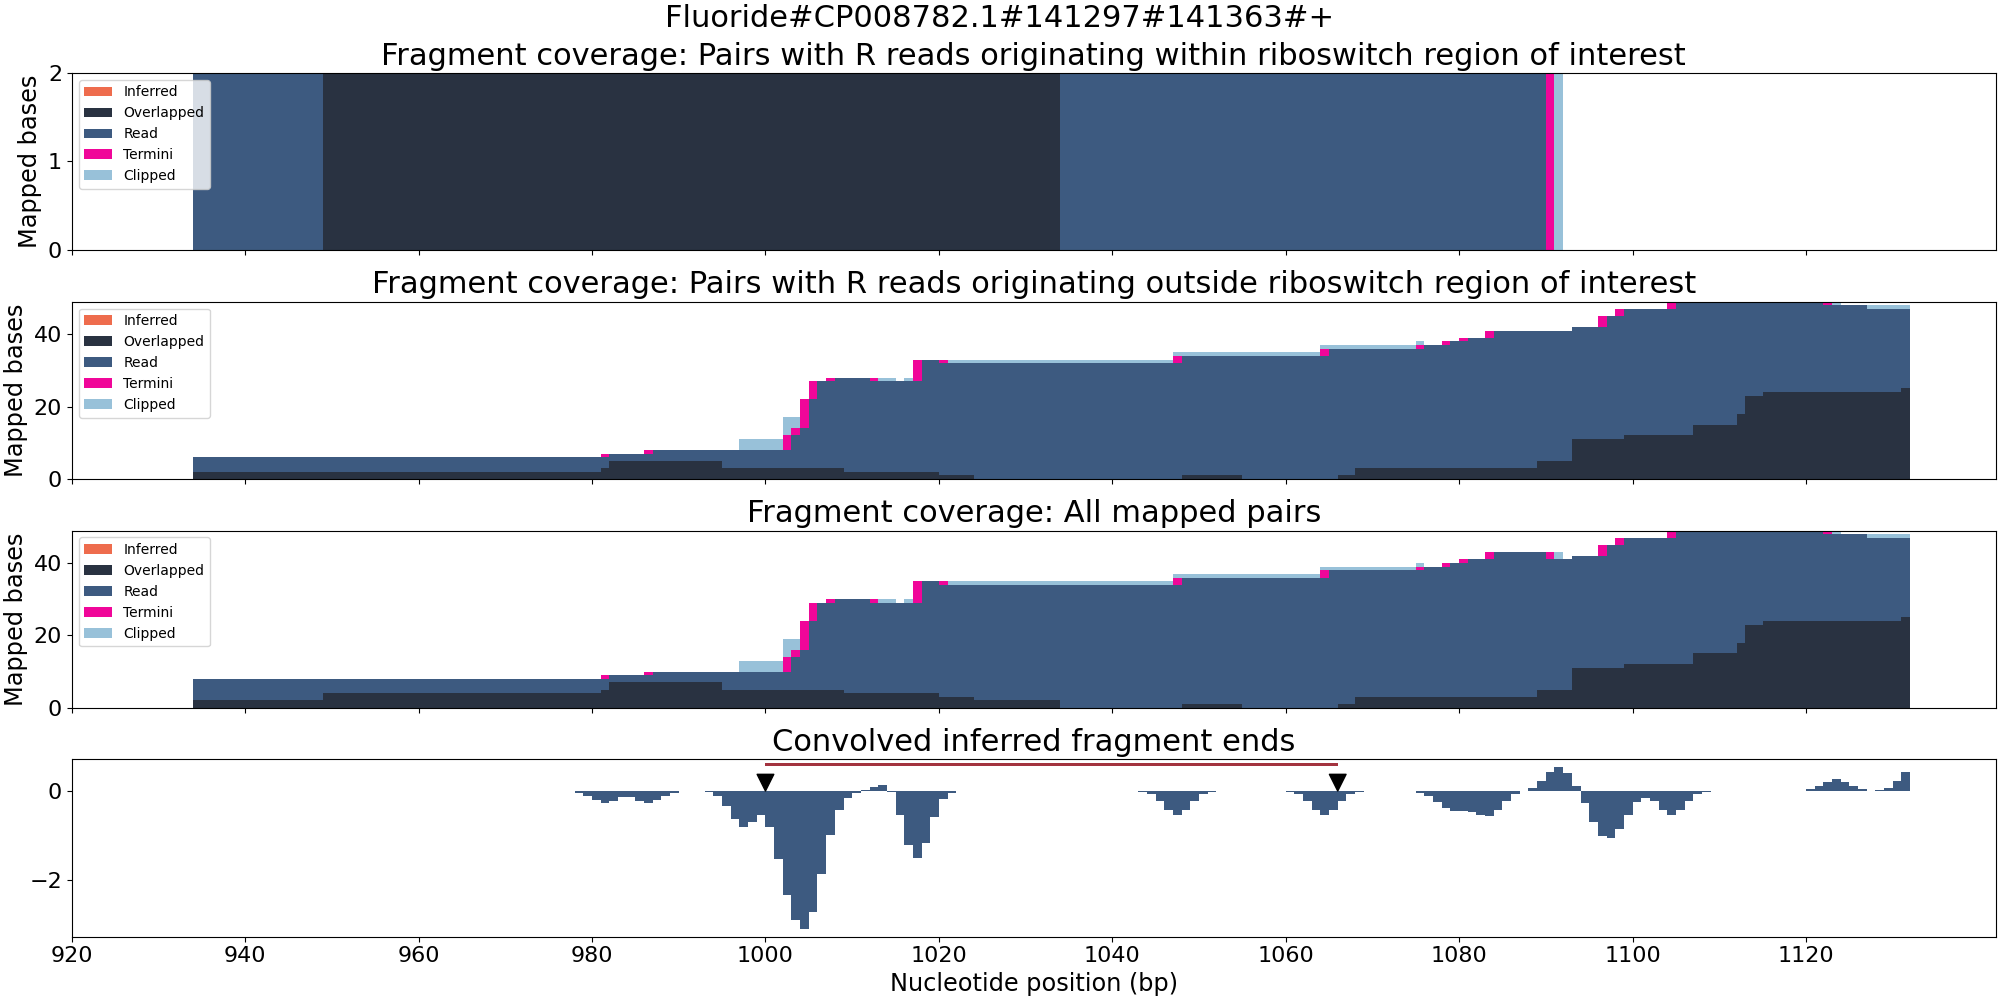 Fluoride#CP008782.1#141297#141363#+
Fragment coverage: Pairs with R reads originating within riboswitch region of interest
Mapped bases
2
1
0
Inferred
Overlapped
Read
Termini
Clipped
Fragment coverage: Pairs with R reads originating outside riboswitch region of interest
Mapped bases
40
20
0
Inferred
Overlapped
Read
Termini
Clipped
Fragment coverage: All mapped pairs
Mapped bases
40
20
0
Inferred
Overlapped
Read
Termini
Clipped
Convolved inferred fragment ends
0
−2
920 940 960 980 1000 1020 1040 1060 1080 1100 1120
Nucleotide position (bp)